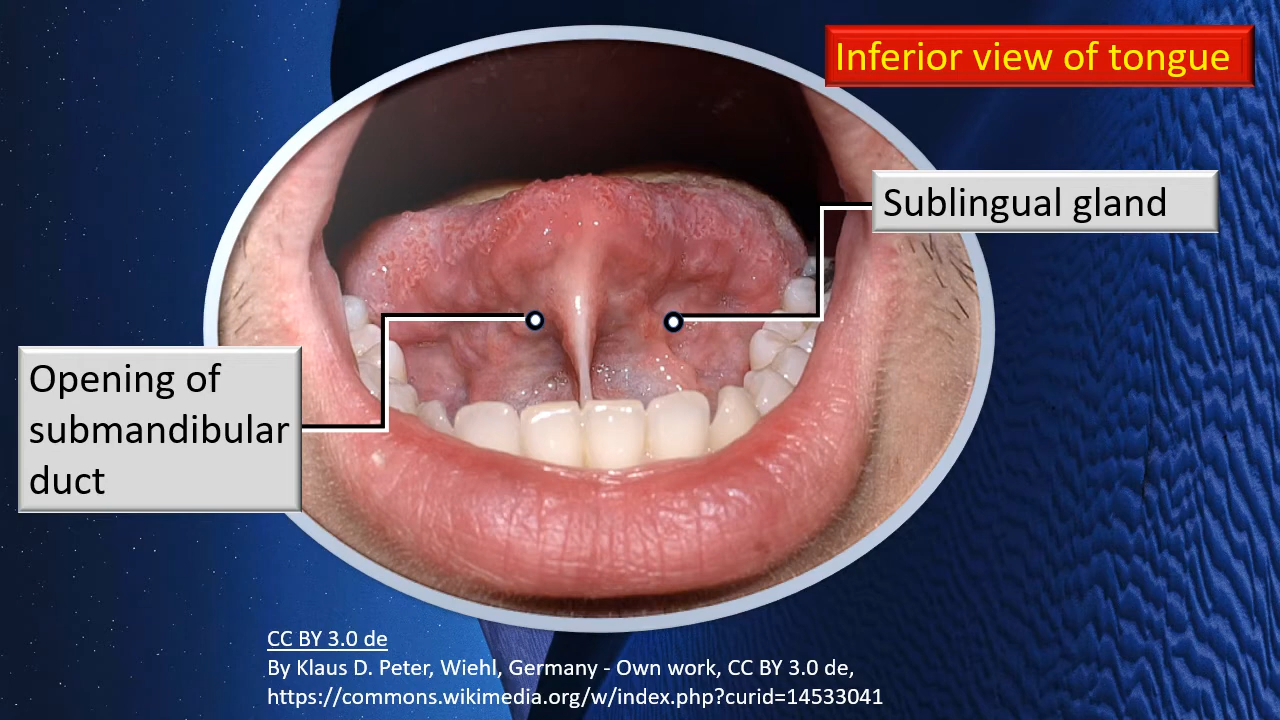 Inferior view of tongue
Sublingual gland
Opening of
submandibular
duct
CC BY 3.0 de
By Klaus D. Peter, Wiehl, Germany - Own work, CC BY 3.0 de,
https://commons.wikimedia.org/w/index.php?curid=14533041